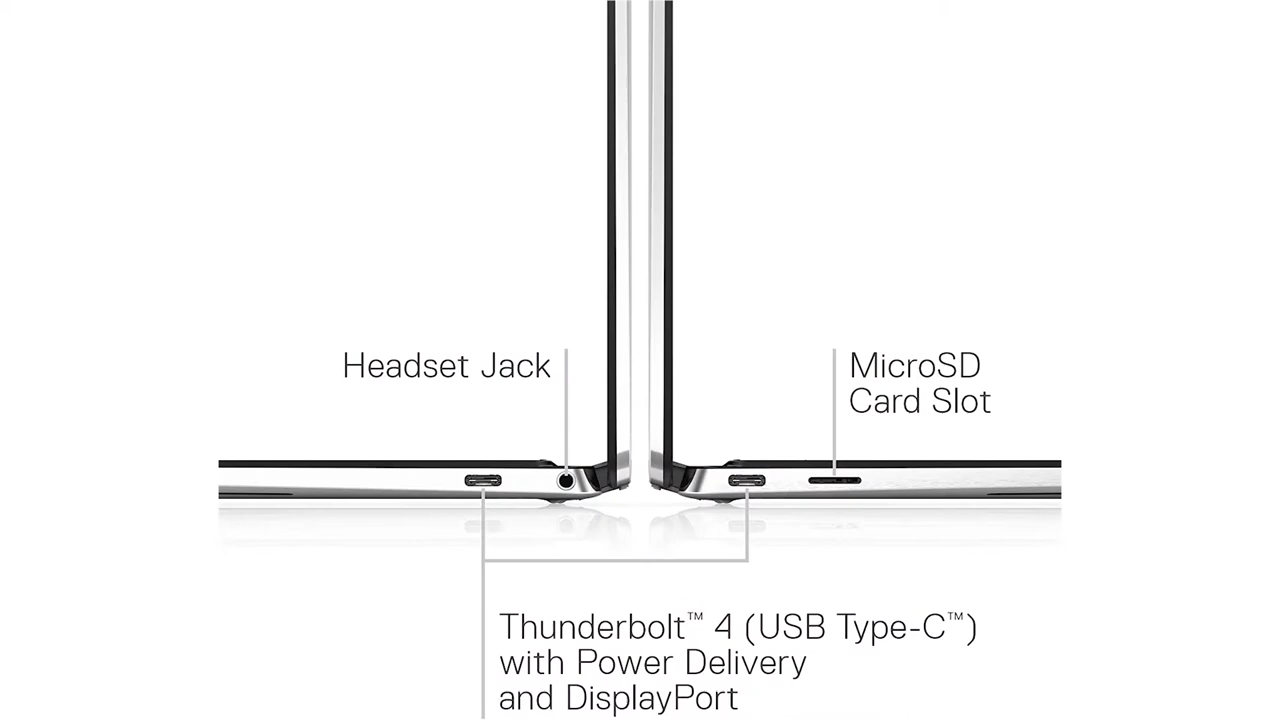 Headset Jack
MicroSD
Card Slot
Thunderbolt™ 4 (USB Type-C™)
with Power Delivery
and DisplayPort